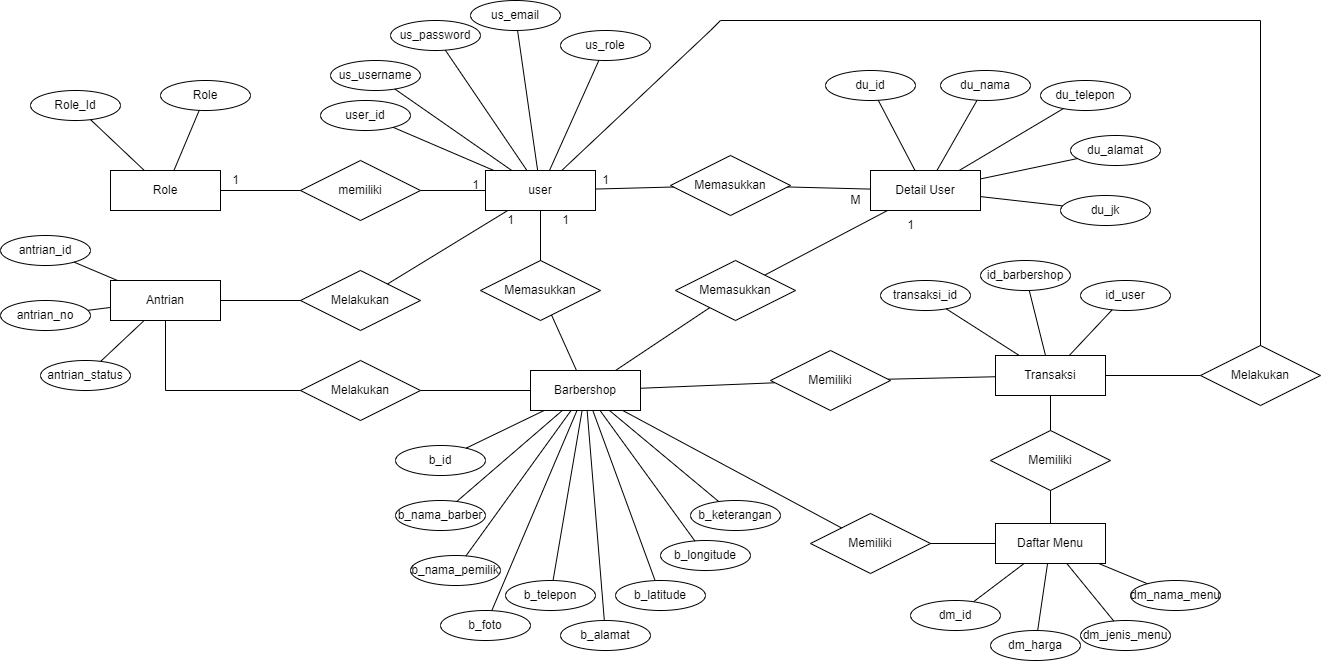 us_email
us_password
us_role
us_username
du_id
du_nama
du_telepon
Role_Id
Role
user_id
du_alamat
du_jk
Role
1
memiliki
1
user
1
Memasukkan
M
Detail User
1
1
1
antrian_id
Antrian
antrian_no
antrian_status
Melakukan
Memasukkan
Memasukkan
transaksi_id
id_barbershop
id_user
Melakukan
Barbershop
Memiliki
Transaksi
Melakukan
b_id
b_nama_barber
b_nama_pemilik
b_foto
b_telepon
b_alamat
b_latitude
b_longitude
b_keterangan
Memiliki
Memiliki
Daftar Menu
dm_id
dm_harga
dm_jenis_menu
dm_nama_menu